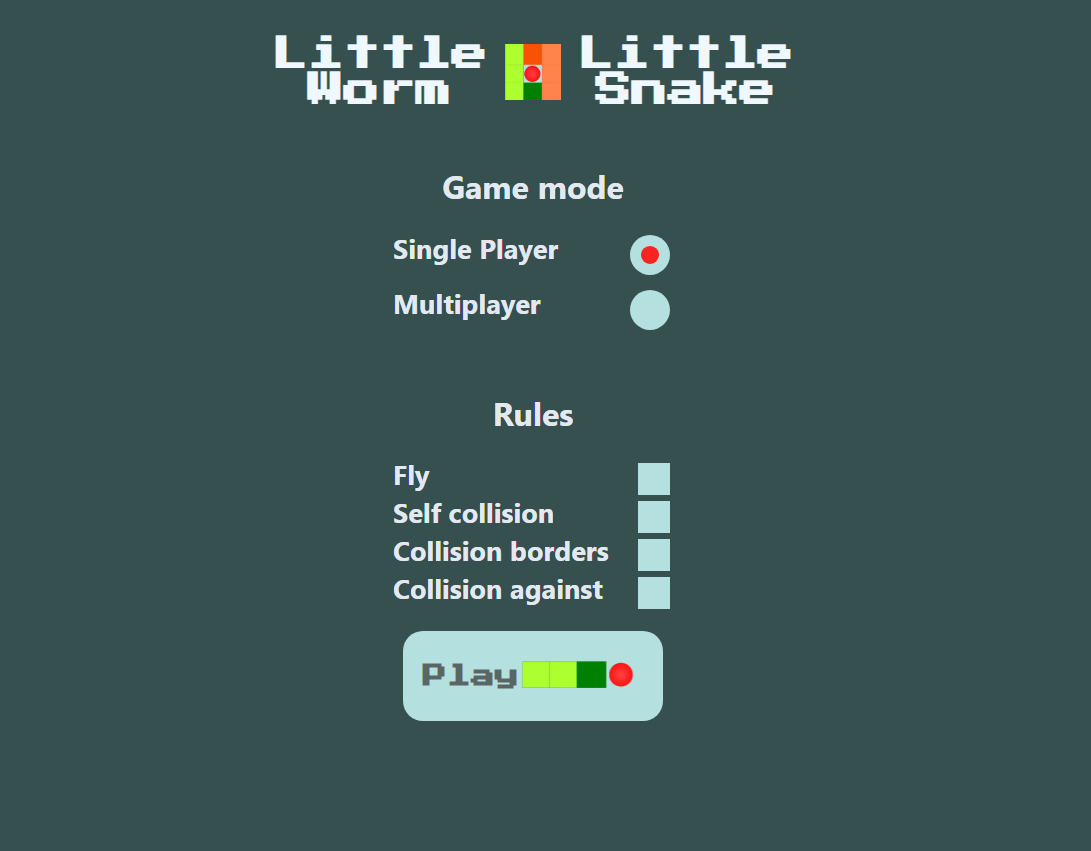 Little Worm
Little Snake
Game mode
Single Player
Multiplayer
Rules
Fly
Self collision
Collision borders
Collision against
Play